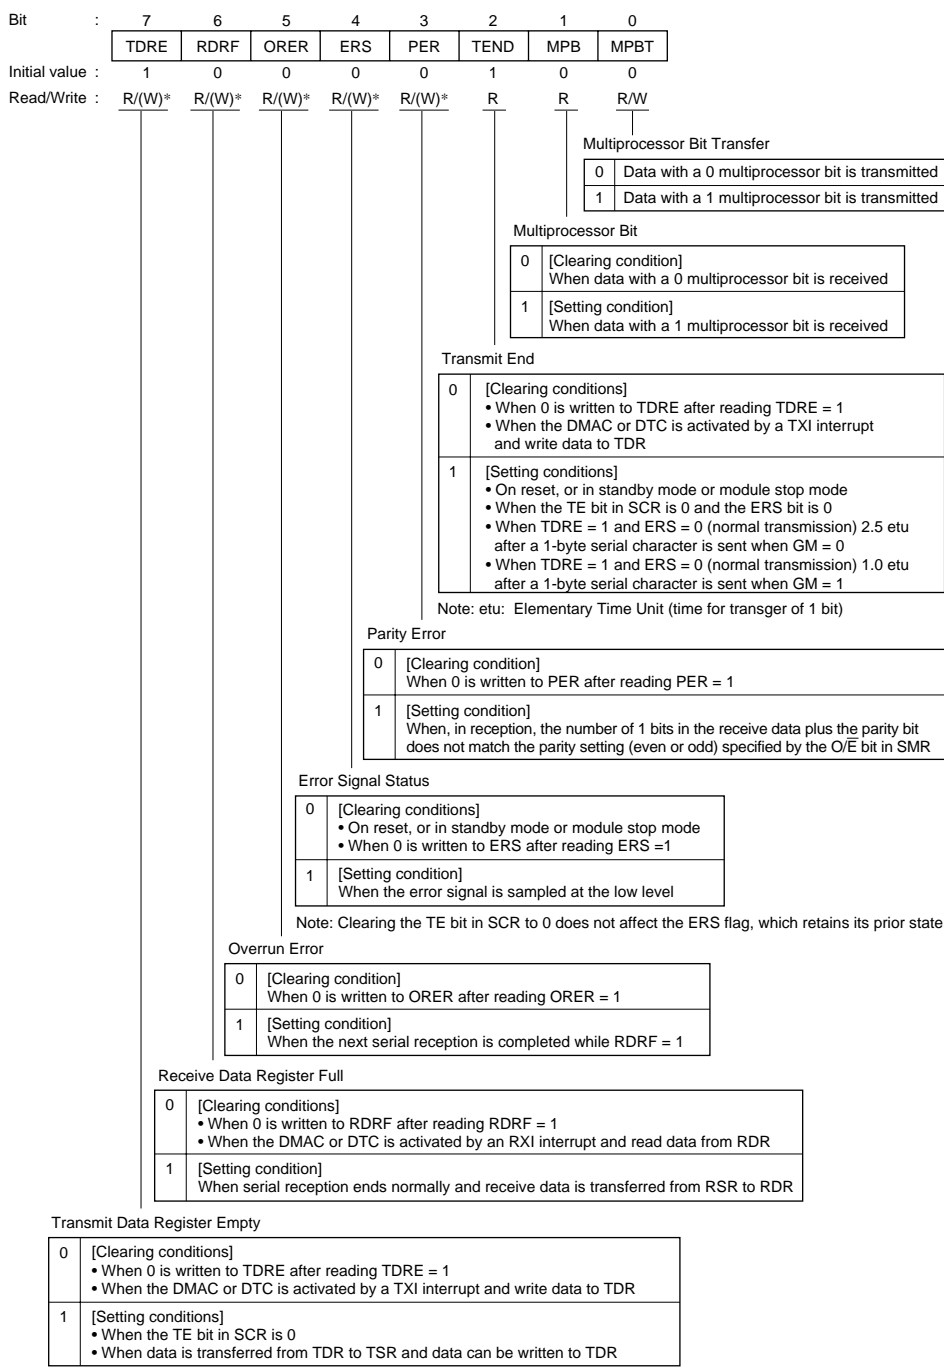 Bit : 7 6 5 4 3 2 1 0
TDRE RDRF ORER ERS PER TEND MPB MPBT
Initial value : 1 0 0 0 0 1 0 0
Read/Write : R/(W)* R/(W)* R/(W)* R/(W)* R/(W)* R R R/W
Multiprocessor Bit Transfer
0 Data with a 0 multiprocessor bit is transmitted
1 Data with a 1 multiprocessor bit is transmitted
Multiprocessor Bit
0 [Clearing condition]
When data with a 0 multiprocessor bit is received
1 [Setting condition]
When data with a 1 multiprocessor bit is received
Transmit End
0 [Clearing conditions]
• When 0 is written to TDRE after reading TDRE = 1
• When the DMAC or DTC is activated by a TXI interrupt
and write data to TDR
1 [Setting conditions]
• On reset, or in standby mode or module stop mode
• When the TE bit in SCR is 0 and the ERS bit is 0
• When TDRE = 1 and ERS = 0 (normal transmission) 2.5 etu
after a 1-byte serial character is sent when GM = 0
• When TDRE = 1 and ERS = 0 (normal transmission) 1.0 etu
after a 1-byte serial character is sent when GM = 1
Note: etu: Elementary Time Unit (time for transger of 1 bit)
Parity Error
0 [Clearing condition]
When 0 is written to PER after reading PER = 1
1 [Setting condition]
When, in reception, the number of 1 bits in the receive data plus the parity bit
does not match the parity setting (even or odd) specified by the O/E̅ bit in SMR
Error Signal Status
0 [Clearing conditions]
• On reset, or in standby mode or module stop mode
• When 0 is written to ERS after reading ERS =1
1 [Setting condition]
When the error signal is sampled at the low level
Note: Clearing the TE bit in SCR to 0 does not affect the ERS flag, which retains its prior state
Overrun Error
0 [Clearing condition]
When 0 is written to ORER after reading ORER = 1
1 [Setting condition]
When the next serial reception is completed while RDRF = 1
Receive Data Register Full
0 [Clearing conditions]
• When 0 is written to RDRF after reading RDRF = 1
• When the DMAC or DTC is activated by an RXI interrupt and read data from RDR
1 [Setting condition]
When serial reception ends normally and receive data is transferred from RSR to RDR
Transmit Data Register Empty
0 [Clearing conditions]
• When 0 is written to TDRE after reading TDRE = 1
• When the DMAC or DTC is activated by a TXI interrupt and write data to TDR
1 [Setting conditions]
• When the TE bit in SCR is 0
• When data is transferred from TDR to TSR and data can be written to TDR